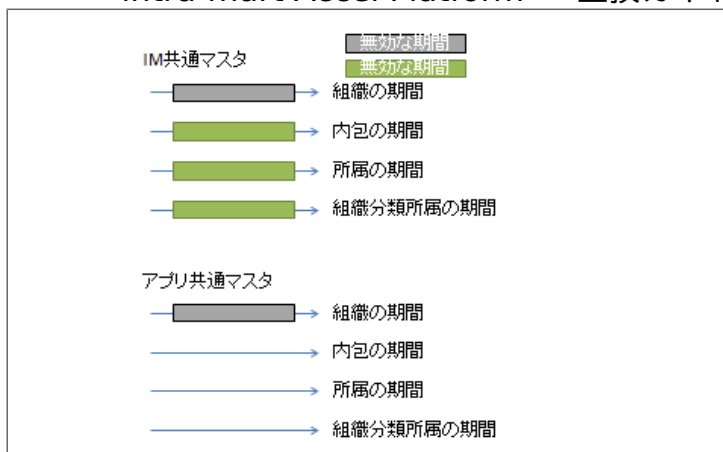 無効な期間
IM共通マスタ
無効な期間
組織の期間
内包の期間
所属の期間
組織分類所属の期間
アプリ共通マスタ
組織の期間
内包の期間
所属の期間
組織分類所属の期間